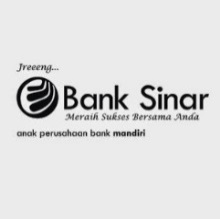 Jreeeng...
Bank Sinar
Meraih Sukses Bersama Anda
anak perusahaan bank mandiri